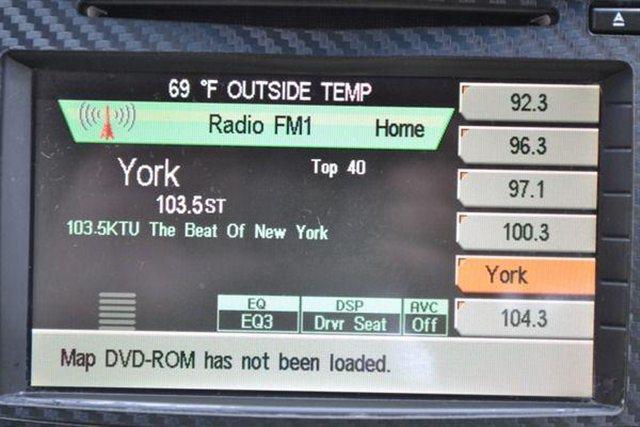 69 °F OUTSIDE TEMP
Radio FM1 Home
York Top 40
103.5ST
103.5KTU The Beat Of New York
92.3
96.3
97.1
100.3
York
104.3
EQ DSP AVC
EQ3 Drvr Seat Off
Map DVD-ROM has not been loaded.